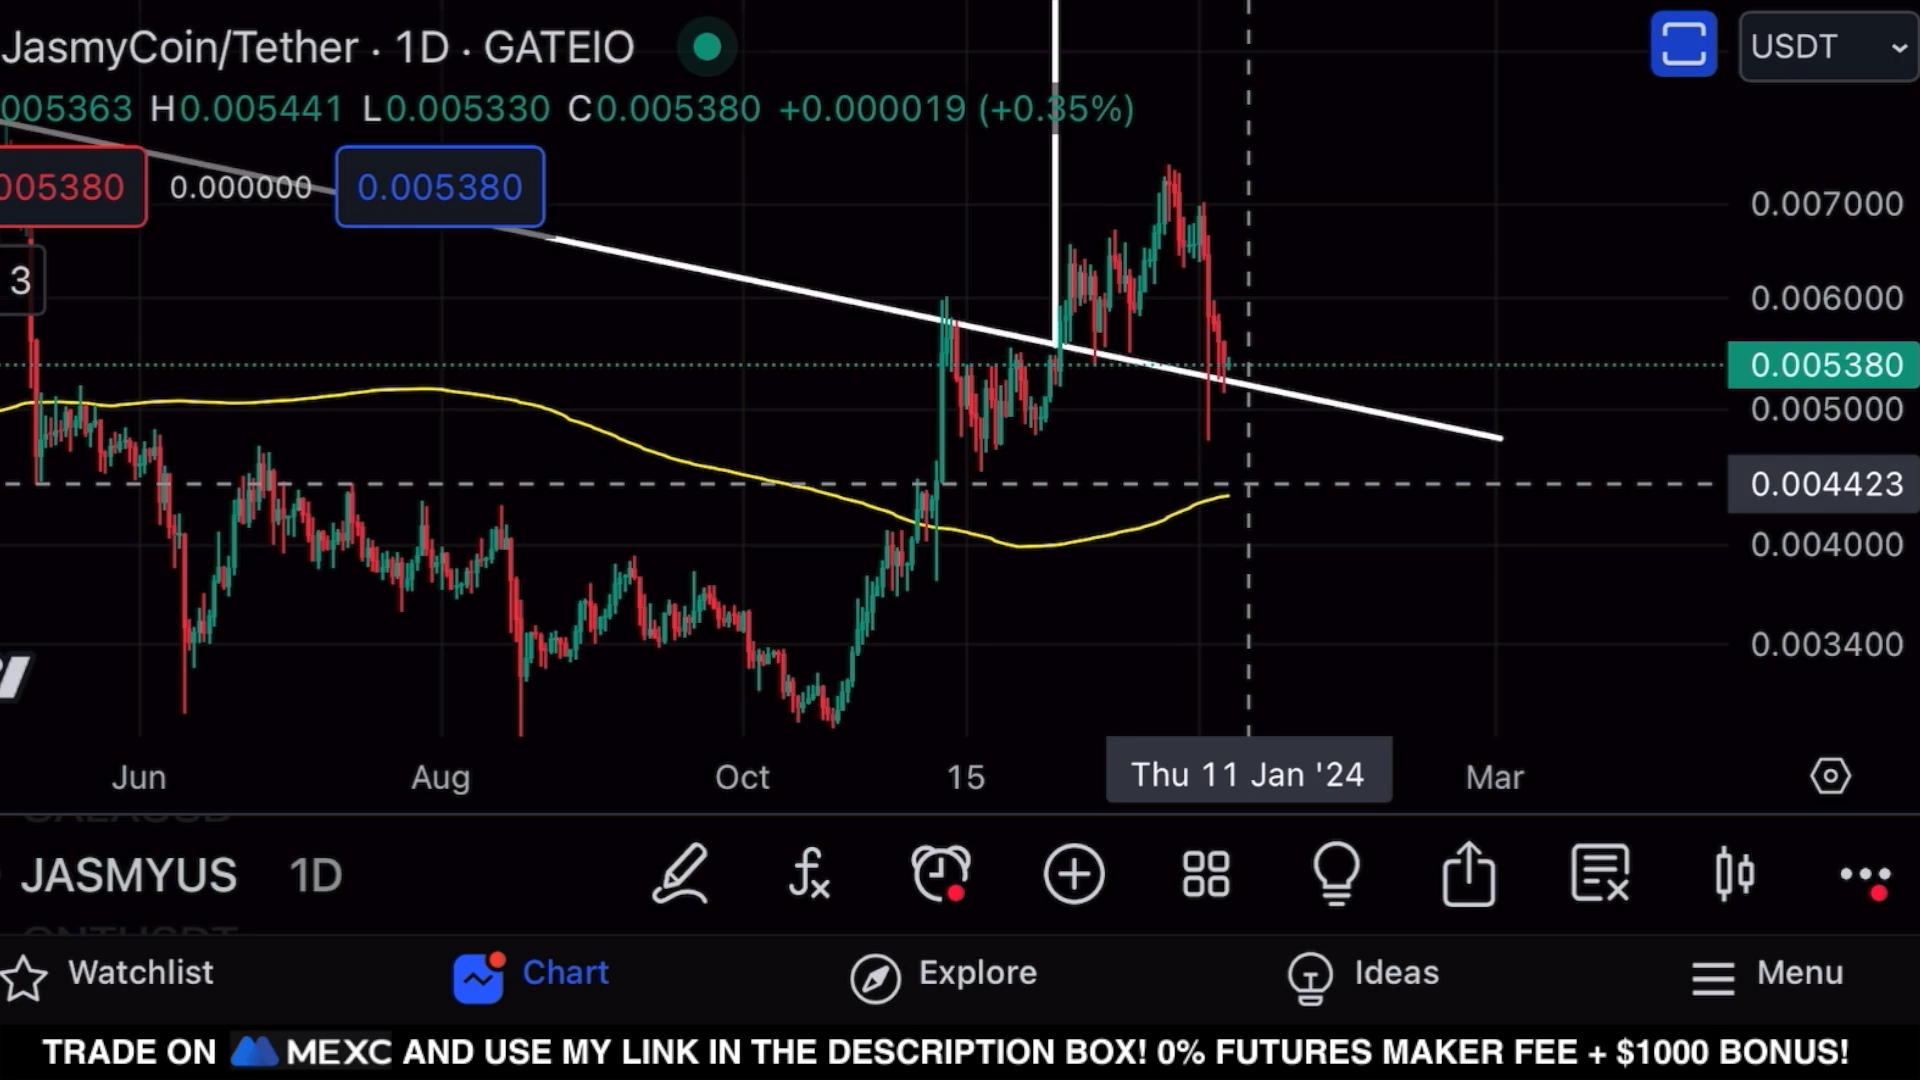 JasmyCoin/Tether · 1D · GATEIO
USDT
005363 H0.005441 L0.005330 C0.005380 +0.000019 (+0.35%)
005380 0.000000 0.005380
0.007000
3
0.006000
0.005380
0.005000
0.004423
0.004000
0.003400
Jun Aug Oct 15 Thu 11 Jan '24 Mar
JASMYUS 1D
Watchlist Chart Explore Ideas Menu
TRADE ON MEXC AND USE MY LINK IN THE DESCRIPTION BOX! 0% FUTURES MAKER FEE + $1000 BONUS!